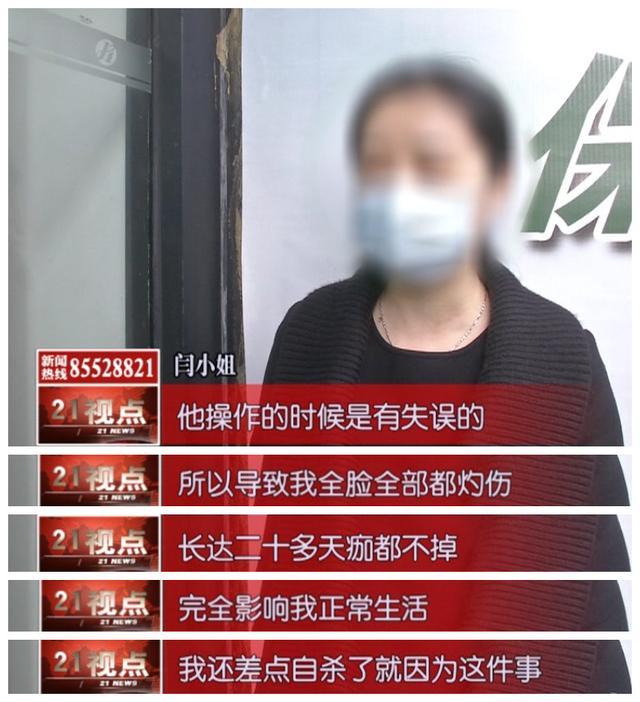 新闻热线 85528821
闫小姐
21视点
21 NEWS
他操作的时候是有失误的
21视点
21 NEWS
所以导致我全脸全部都灼伤
21视点
21 NEWS
长达二十多天痂都不掉
21视点
21 NEWS
完全影响我正常生活
21视点
21 NEWS
我还差点自杀了就因为这件事